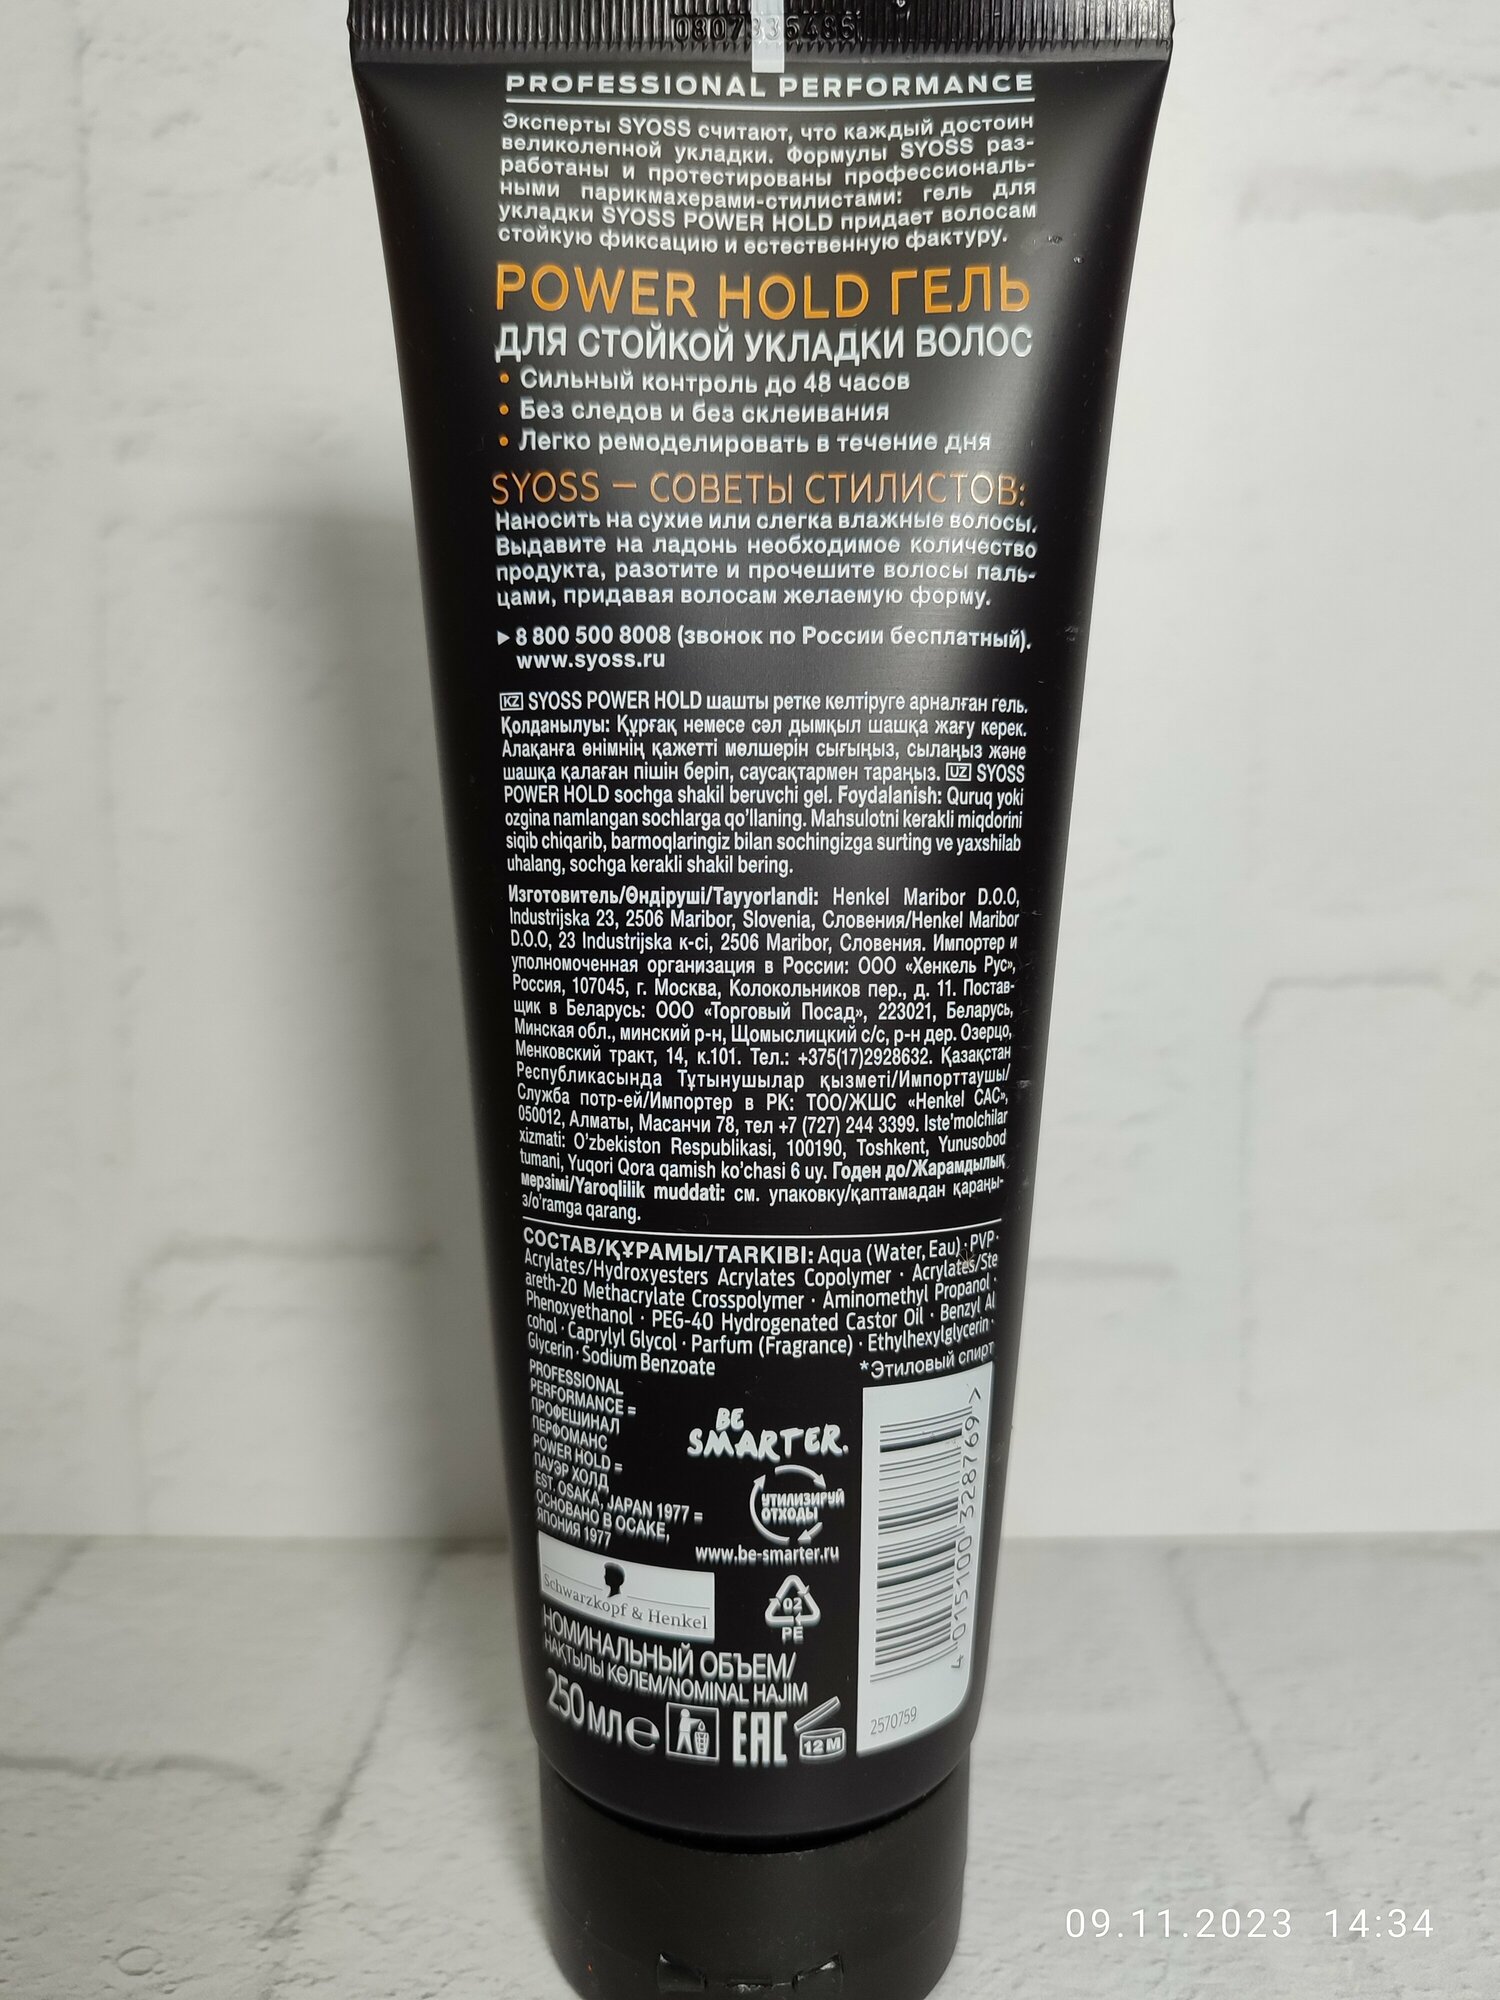 PROFESSIONAL PERFORMANCE
Эксперты SYOSS считают, что каждый достоин
великолепной укладки. Формулы SYOSS раз-
работаны и протестированы профессиональ-
ными парикмахерами-стилистами: гель для
укладки SYOSS POWER HOLD придает волосам
стойкую фиксацию и естественную фактуру.
POWER HOLD ГЕЛЬ
ДЛЯ СТОЙКОЙ УКЛАДКИ ВОЛОС
• Сильный контроль до 48 часов
• Без следов и без склеивания
• Легко ремоделировать в течение дня
SYOSS – СОВЕТЫ СТИЛИСТОВ:
Наносить на сухие или слегка влажные волосы.
Выдавите на ладонь необходимое количество
продукта, разотите и прочешите волосы паль-
цами, придавая волосам желаемую форму.
▸ 8 800 500 8008 (звонок по России бесплатный).
www.syoss.ru
KZ SYOSS POWER HOLD шашты ретке келтіруге арналған гель.
Қолданылуы: Құрғақ немесе сәл дымқыл шашқа жағу керек.
Алақанға өнімнің қажетті мөлшерін сығыңыз, сылаңыз және
шашқа қалаған пішін беріп, саусақтармен тараңыз. UZ SYOSS
POWER HOLD sochga shakil beruvchi gel. Foydalanish: Quruq yoki
ozgina namlangan sochlarga qo'llaning. Mahsulotni kerakli miqdorini
siqib chiqarib, barmoqlaringiz bilan sochingizga surting ve yaxshilab
uhalang, sochga kerakli shakil bering.
Изготовитель/Өндіруші/Tayyorlandi: Henkel Maribor D.O.O,
Industrijska 23, 2506 Maribor, Slovenia, Словения/Henkel Maribor
D.O.O, 23 Industrijska к-сі, 2506 Maribor, Словения. Импортер и
уполномоченная организация в России: ООО «Хенкель Рус»,
Россия, 107045, г. Москва, Колокольников пер., д. 11. Постав-
щик в Беларусь: ООО «Торговый Посад», 223021, Беларусь,
Минская обл., минский р-н, Щомыслицкий с/с, р-н дер. Озерцо,
Менковский тракт, 14, к.101. Тел.: +375(17)2928632. Қазақстан
Республикасында Тұтынушылар қызметі/Импорттаушы/
Служба потр-ей/Импортер в РК: ТОО/ЖШС «Henkel CAC»,
050012, Алматы, Масанчи 78, тел +7 (727) 244 3399. Iste'molchilar
xizmati: O'zbekiston Respublikasi, 100190, Toshkent, Yunusobod
tumani, Yuqori Qora qamish ko'chasi 6 uy. Годен до/Жарамдылық
мерзімі/Yaroqlilik muddati: см. упаковку/қаптамадан қараңы-
з/o'ramga qarang.
СОСТАВ/ҚҰРАМЫ/TARKIBI: Aqua (Water, Eau) · PVP ·
Acrylates/Hydroxyesters Acrylates Copolymer · Acrylates/Ste
areth-20 Methacrylate Crosspolymer · Aminomethyl Propanol ·
Phenoxyethanol · PEG-40 Hydrogenated Castor Oil · Benzyl Al
cohol · Caprylyl Glycol · Parfum (Fragrance) · Ethylhexylglycerin ·
Glycerin · Sodium Benzoate
*Этиловый спирт
PROFESSIONAL
PERFORMANCE =
ПРОФЕШИНАЛ
ПЕРФОМАНС
POWER HOLD =
ПАУЭР ХОЛД
EST. OSAKA, JAPAN 1977 =
ОСНОВАНО В ОСАКЕ,
ЯПОНИЯ 1977
BE
SMARTER.
УТИЛИЗИРУЙ
ОТХОДЫ
www.be-smarter.ru
Schwarzkopf & Henkel
02
PE
НОМИНАЛЬНЫЙ ОБЪЕМ/
НАҚТЫЛЫ КӨЛЕМ/NOMINAL HAJIM
250 мл e
EAC
12 M
4 015100 328769 >
2570759
09.11.2023 14:34